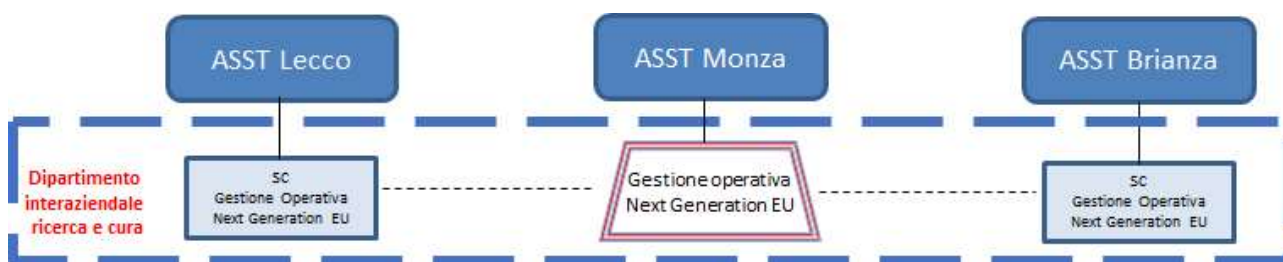 ASST Lecco
ASST Monza
ASST Brianza
Dipartimento
interaziendale
ricerca e cura
SC
Gestione Operativa
Next Generation EU
Gestione operativa
Next Generation EU
SC
Gestione Operativa
Next Generation EU